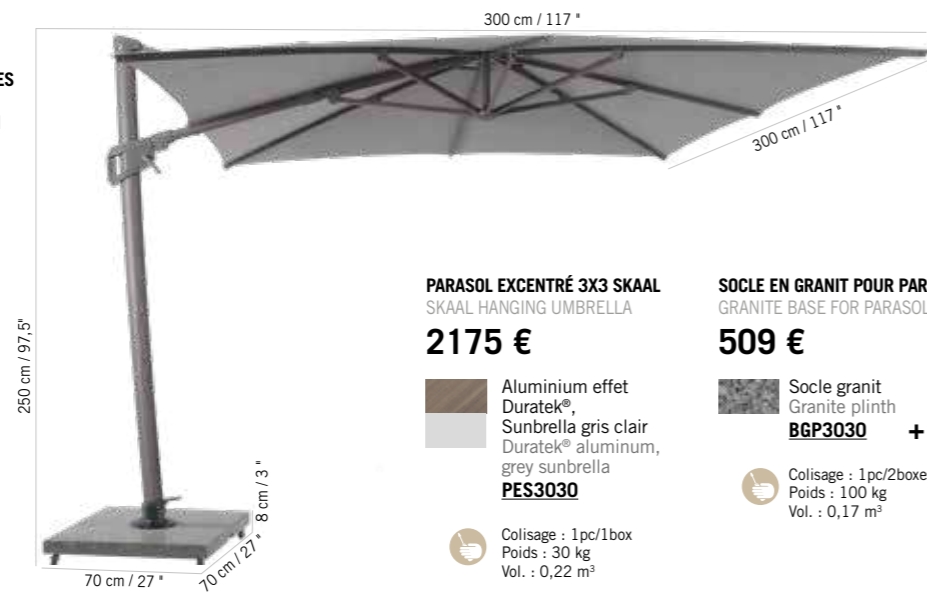 300 cm / 117 "
ES
300 cm / 117 "
250 cm / 97,5"
8 cm / 3 "
70 cm / 27 "
70 cm / 27 "
PARASOL EXCENTRÉ 3X3 SKAAL
SKAAL HANGING UMBRELLA
2175 €
Aluminium effet
Duratek®,
Sunbrella gris clair
Duratek® aluminum,
grey sunbrella
PES3030
Colisage : 1pc/1box
Poids : 30 kg
Vol. : 0,22 m³
SOCLE EN GRANIT POUR PAR
GRANITE BASE FOR PARASOL
509 €
Socle granit
Granite plinth
BGP3030 +
Colisage : 1pc/2boxe
Poids : 100 kg
Vol. : 0,17 m³